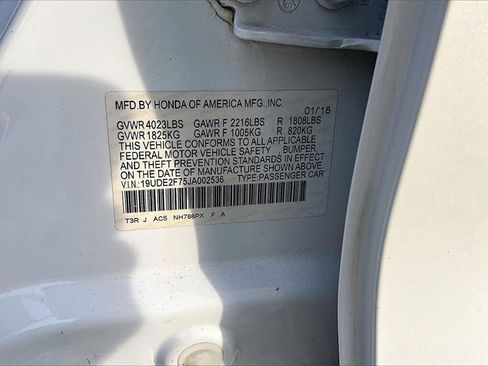 MFD.BY HONDA OF AMERICA MFG.,INC. 01/18
GVWR 4023LBS GAWR F 2216LBS R 1808LBS
GVWR 1825KG GAWR F 1005KG R 820KG
THIS VEHICLE CONFORMS TO ALL APPLICABLE
FEDERAL MOTOR VEHICLE SAFETY , BUMPER,
AND THEFT PREVENTION STANDARDS IN EFFECT
ON THE DATE OF MANUFACTURE SHOWN ABOVE.
V.I.N: 19UDE2F75JA002536 TYPE:PASSENGER CAR
T3R J AC5 NH788PX F A